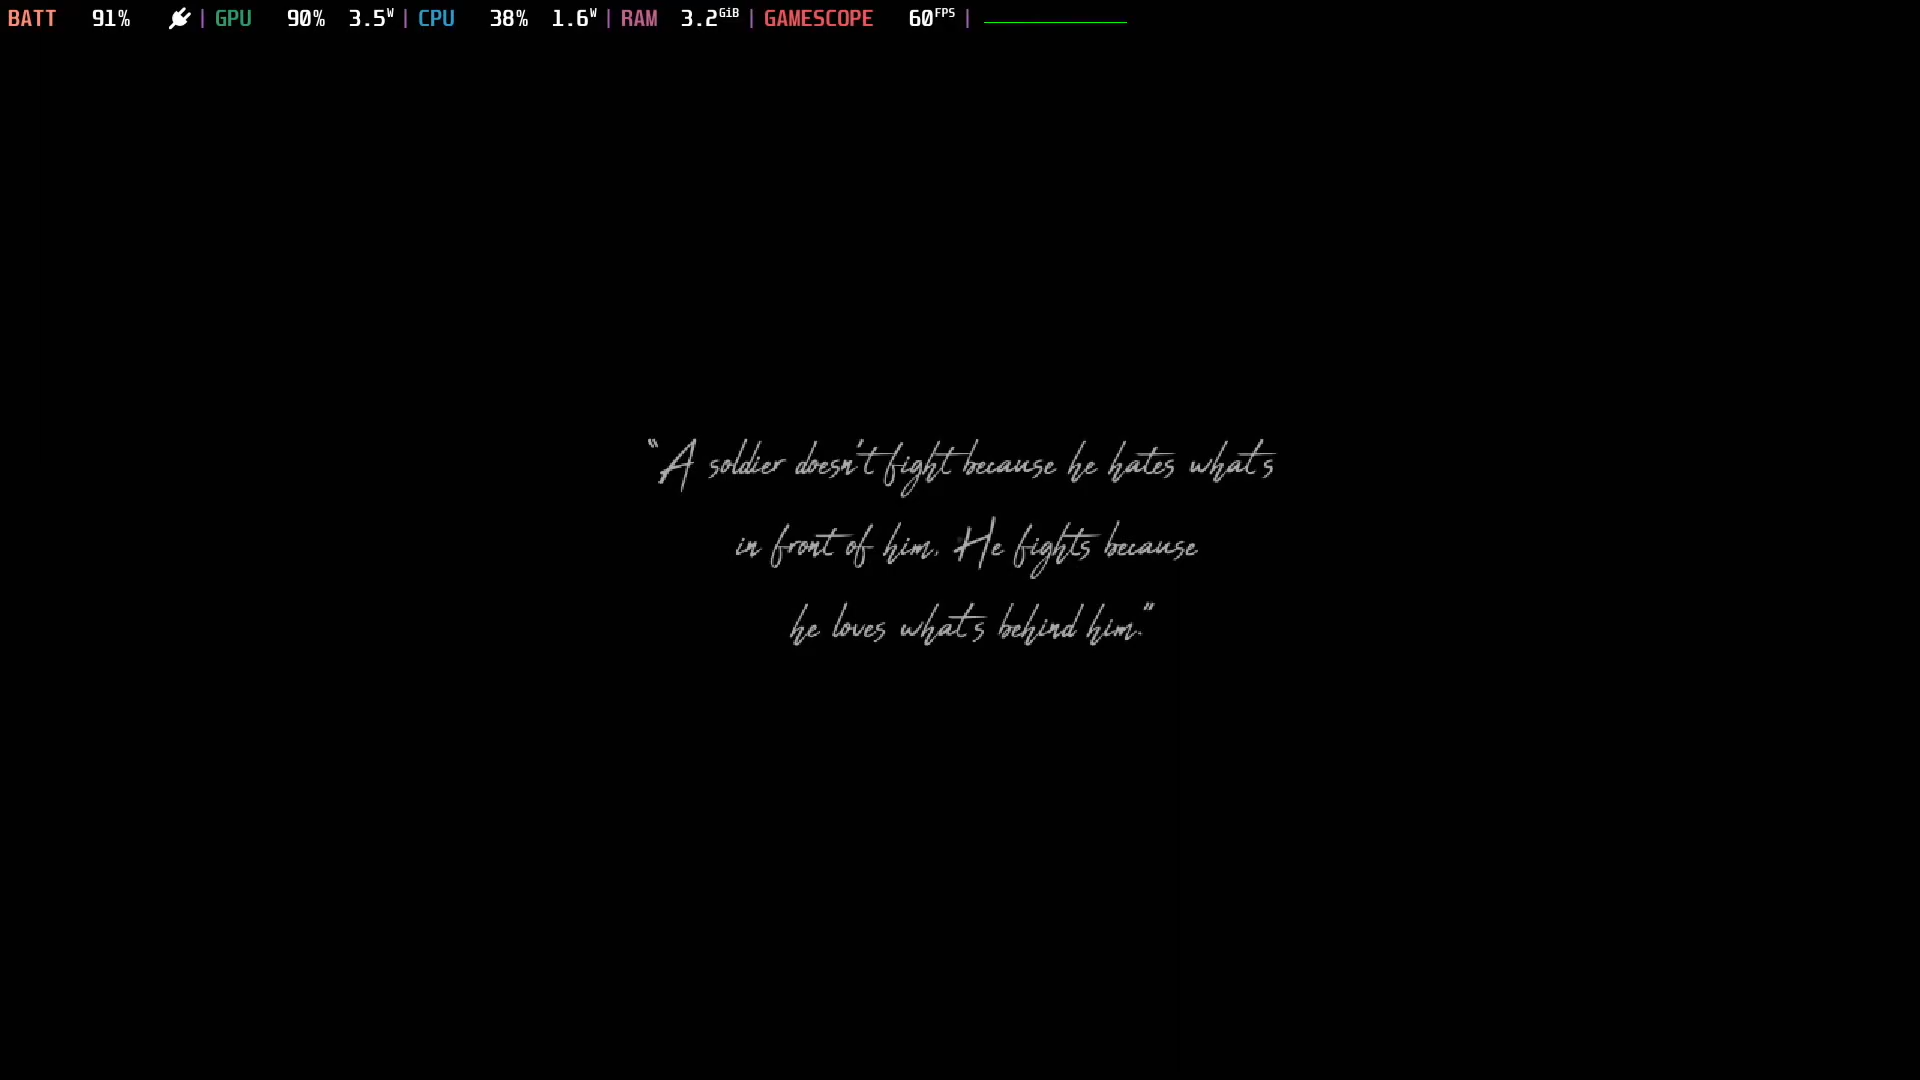 BATT 91% | GPU 90% 3.5W | CPU 38% 1.6W | RAM 3.2GiB | GAMESCOPE 60FPS |
“A soldier doesn't fight because he hates what's
in front of him. He fights because
he loves what's behind him.”